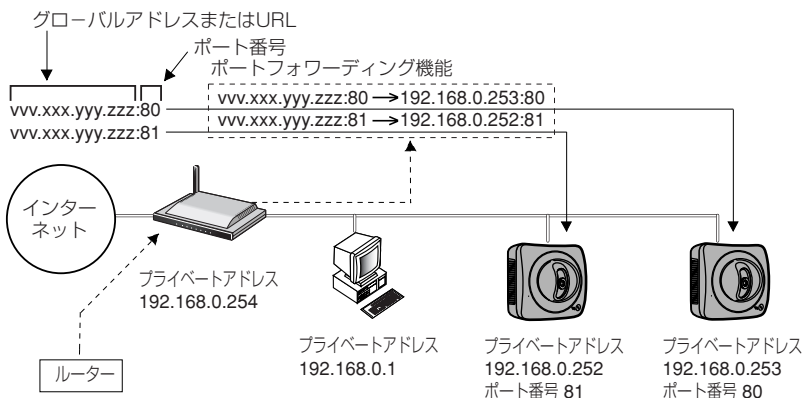 グローバルアドレスまたはURL
ポート番号
ポートフォワーディング機能
vvv.xxx.yyy.zzz:80
vvv.xxx.yyy.zzz:80→192.168.0.253:80
vvv.xxx.yyy.zzz:81
vvv.xxx.yyy.zzz:81→192.168.0.252:81
インター
ネット
プライベートアドレス
192.168.0.254
プライベートアドレス
192.168.0.1
プライベートアドレス
192.168.0.252
ポート番号 81
プライベートアドレス
192.168.0.253
ポート番号 80
ルーター